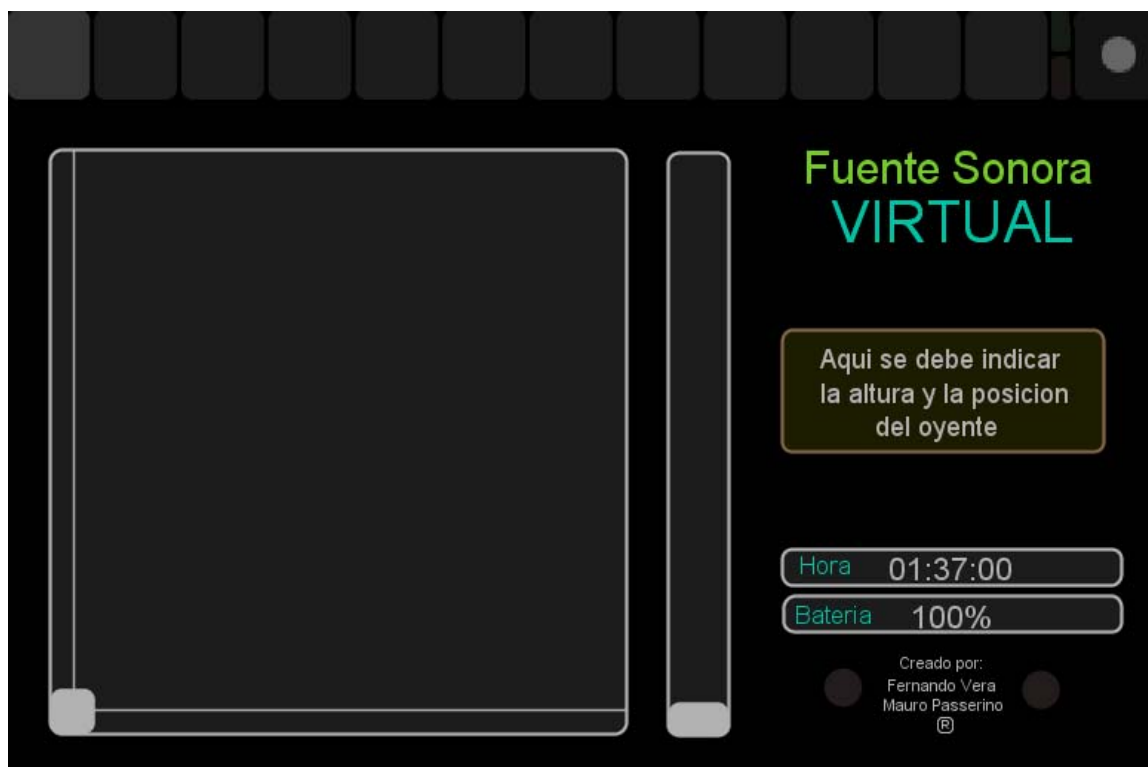 Fuente Sonora
VIRTUAL
Aqui se debe indicar
la altura y la posicion
del oyente
Hora 01:37:00
Bateria 100%
Creado por:
Fernando Vera
Mauro Passerino
®